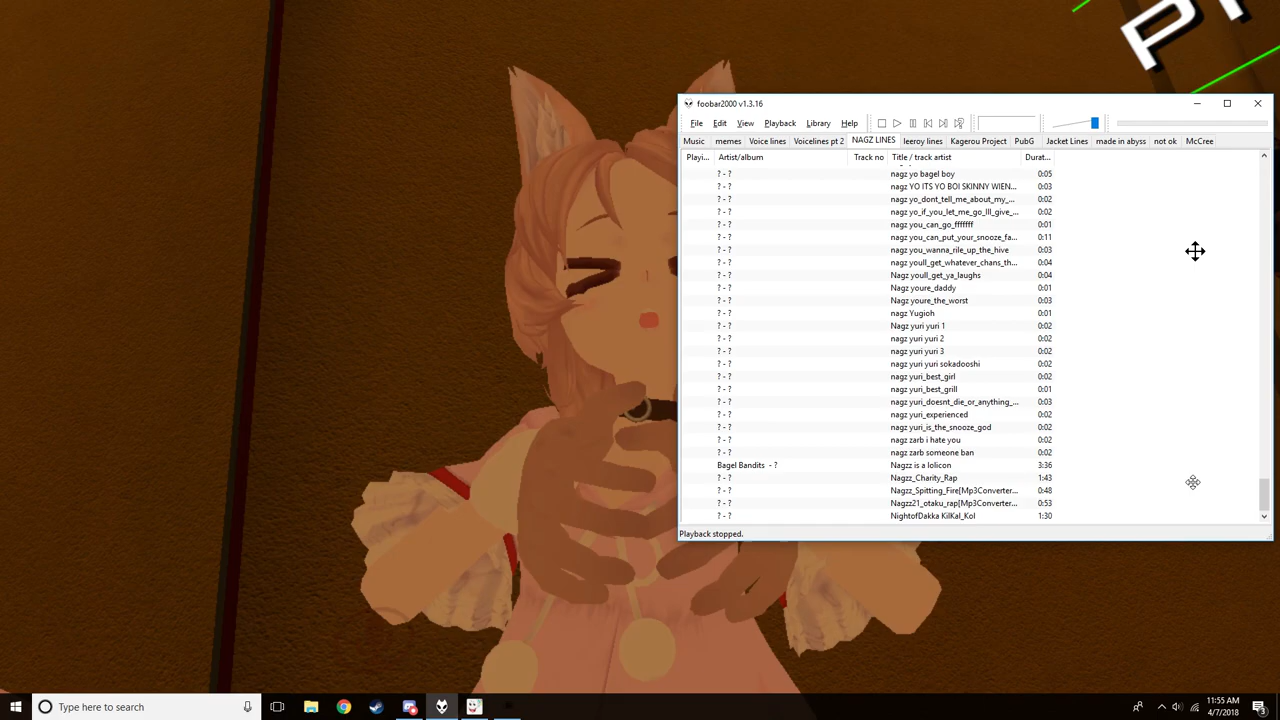 foobar2000 v1.3.16
File Edit View Playback Library Help
Music memes Voice lines Voicelines pt 2 NAGZ LINES leeroy lines Kagerou Project PubG Jacket Lines made in abyss not ok McCree
Playi... Artist/album Track no Title / track artist Durat...
? - ? nagz yo bagel boy 0:05
? - ? nagz YO ITS YO BOI SKINNY WIEN... 0:03
? - ? nagz yo_dont_tell_me_about_my_... 0:02
? - ? nagz yo_if_you_let_me_go_Ill_give_... 0:02
? - ? nagz you_can_go_fffffff 0:01
? - ? nagz you_can_put_your_snooze_fa... 0:11
? - ? nagz you_wanna_rile_up_the_hive 0:03
? - ? nagz youll_get_whatever_chans_th... 0:04
? - ? Nagz youll_get_ya_laughs 0:04
? - ? Nagz youre_daddy 0:01
? - ? Nagz youre_the_worst 0:03
? - ? nagz Yugioh 0:01
? - ? Nagz yuri yuri 1 0:02
? - ? nagz yuri yuri 2 0:02
? - ? nagz yuri yuri 3 0:02
? - ? nagz yuri yuri sokadooshi 0:02
? - ? nagz yuri_best_girl 0:02
? - ? nagz yuri_best_grill 0:01
? - ? nagz yuri_doesnt_die_or_anything_... 0:03
? - ? nagz yuri_experienced 0:02
? - ? nagz yuri_is_the_snooze_god 0:02
? - ? nagz zarb i hate you 0:02
? - ? nagz zarb someone ban 0:02
Bagel Bandits - ? Nagzz is a lolicon 3:36
? - ? Nagzz_Charity_Rap 1:43
? - ? Nagzz_Spitting_Fire[Mp3Converter... 0:48
? - ? Nagzz21_otaku_rap[Mp3Converter... 0:53
? - ? NightofDakka KilKal_Kol 1:30
Playback stopped.
Type here to search
11:55 AM
4/7/2018
3